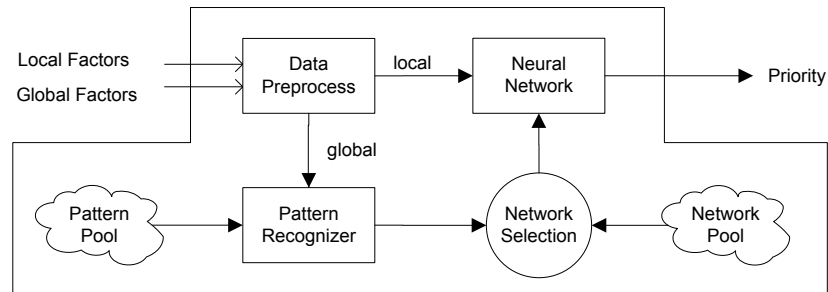 Local Factors
Global Factors
Data
Preprocess
local
Neural
Network
Priority
global
Pattern
Pool
Pattern
Recognizer
Network
Selection
Network
Pool